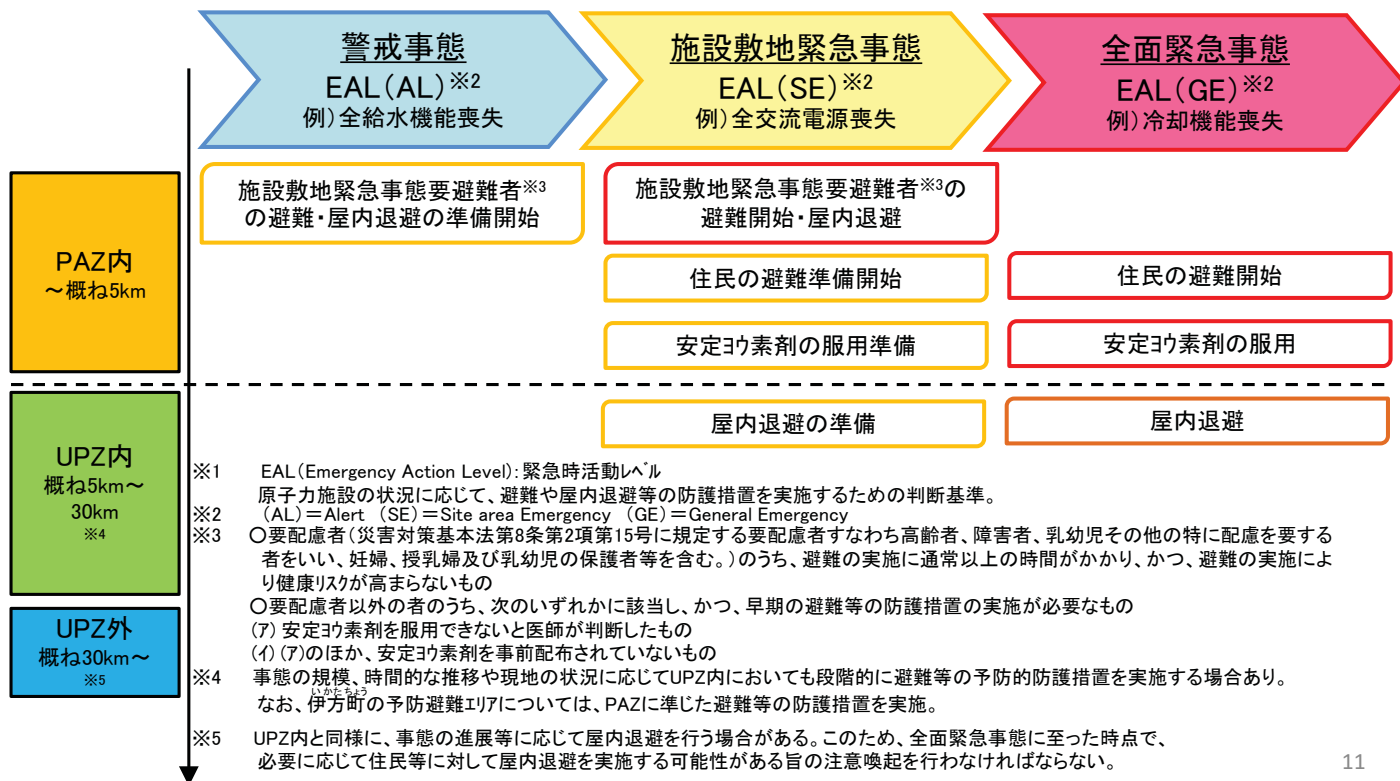 警戒事態
EAL(AL)※2
例)全給水機能喪失
施設敷地緊急事態
EAL(SE)※2
例)全交流電源喪失
全面緊急事態
EAL(GE)※2
例)冷却機能喪失
PAZ内
～概ね5km
施設敷地緊急事態要避難者※3
の避難・屋内退避の準備開始
施設敷地緊急事態要避難者※3の
避難開始・屋内退避
住民の避難準備開始
住民の避難開始
安定ﾖｳ素剤の服用準備
安定ﾖｳ素剤の服用
UPZ内
概ね5km～
30km
※4
屋内退避の準備
屋内退避
UPZ外
概ね30km～
※5
※1 EAL(Emergency Action Level):緊急時活動ﾚﾍﾞﾙ
原子力施設の状況に応じて、避難や屋内退避等の防護措置を実施するための判断基準。
※2 (AL)＝Alert (SE)＝Site area Emergency (GE)＝General Emergency
※3 ○要配慮者(災害対策基本法第8条第2項第15号に規定する要配慮者すなわち高齢者、障害者、乳幼児その他の特に配慮を要する
者をいい、妊婦、授乳婦及び乳幼児の保護者等を含む。)のうち、避難の実施に通常以上の時間がかかり、かつ、避難の実施によ
り健康ﾘｽｸが高まらないもの
○要配慮者以外の者のうち、次のいずれかに該当し、かつ、早期の避難等の防護措置の実施が必要なもの
(ｱ) 安定ﾖｳ素剤を服用できないと医師が判断したもの
(ｲ) (ｱ)のほか、安定ﾖｳ素剤を事前配布されていないもの
※4 事態の規模、時間的な推移や現地の状況に応じてUPZ内においても段階的に避難等の予防的防護措置を実施する場合あり。
いかたちょう
なお、伊方町の予防避難ｴﾘｱについては、PAZに準じた避難等の防護措置を実施。
※5 UPZ内と同様に、事態の進展等に応じて屋内退避を行う場合がある。このため、全面緊急事態に至った時点で、
必要に応じて住民等に対して屋内退避を実施する可能性がある旨の注意喚起を行わなければならない。
11